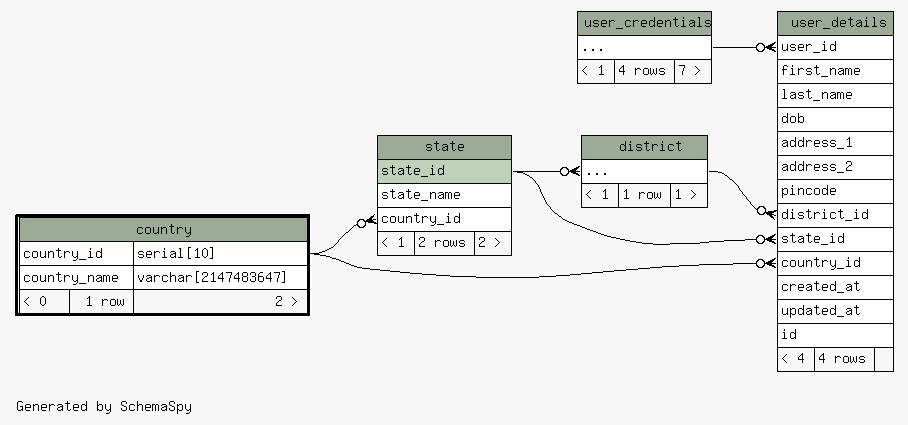 user_credentials
...
< 1 4 rows 7 >
user_details
user_id
first_name
last_name
dob
address_1
address_2
pincode
district_id
state_id
country_id
created_at
updated_at
id
< 4 4 rows
state
state_id
state_name
country_id
< 1 2 rows 2 >
district
...
< 1 1 row 1 >
country
country_id serial[10]
country_name varchar[2147483647]
< 0 1 row 2 >
Generated by SchemaSpy